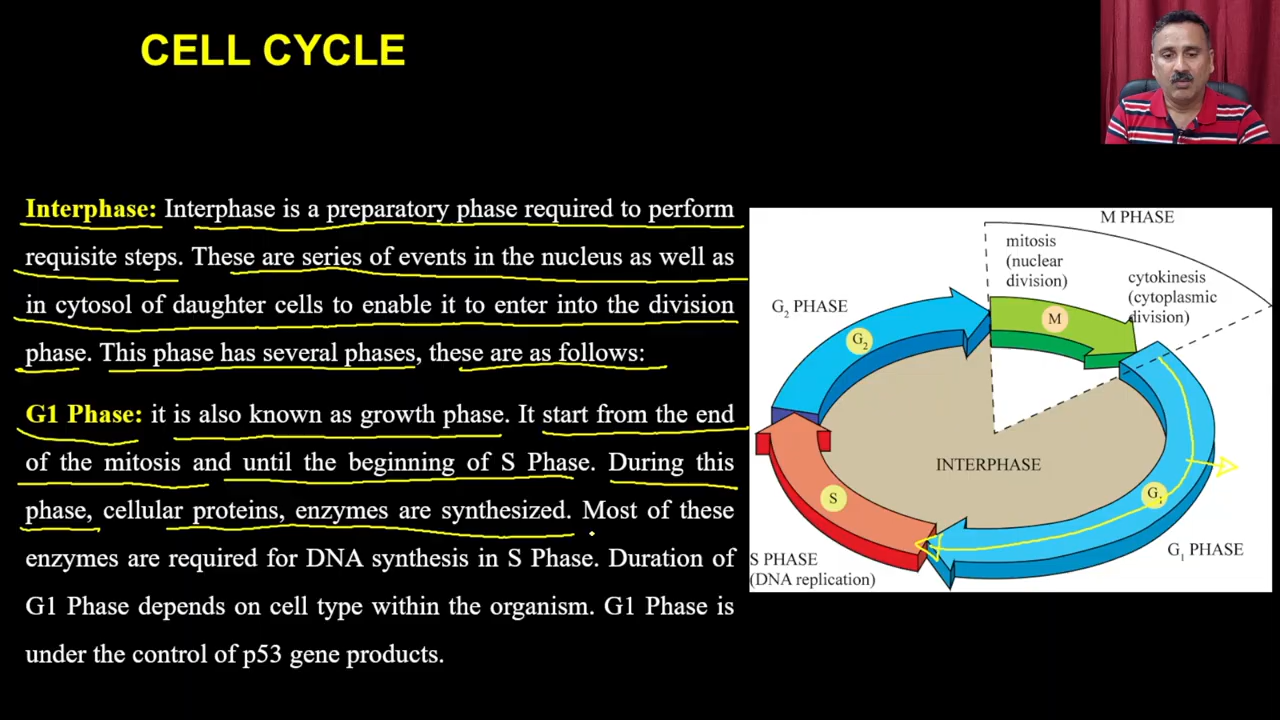 CELL CYCLE
Interphase: Interphase is a preparatory phase required to perform
requisite steps. These are series of events in the nucleus as well as
in cytosol of daughter cells to enable it to enter into the division
phase. This phase has several phases, these are as follows:
G1 Phase: it is also known as growth phase. It start from the end
of the mitosis and until the beginning of S Phase. During this
phase, cellular proteins, enzymes are synthesized. Most of these
enzymes are required for DNA synthesis in S Phase. Duration of
G1 Phase depends on cell type within the organism. G1 Phase is
under the control of p53 gene products.
M PHASE
mitosis
(nuclear
division)
cytokinesis
(cytoplasmic
division)
G₂ PHASE
M
G₂
INTERPHASE
S
G₁
G₁ PHASE
S PHASE
(DNA replication)